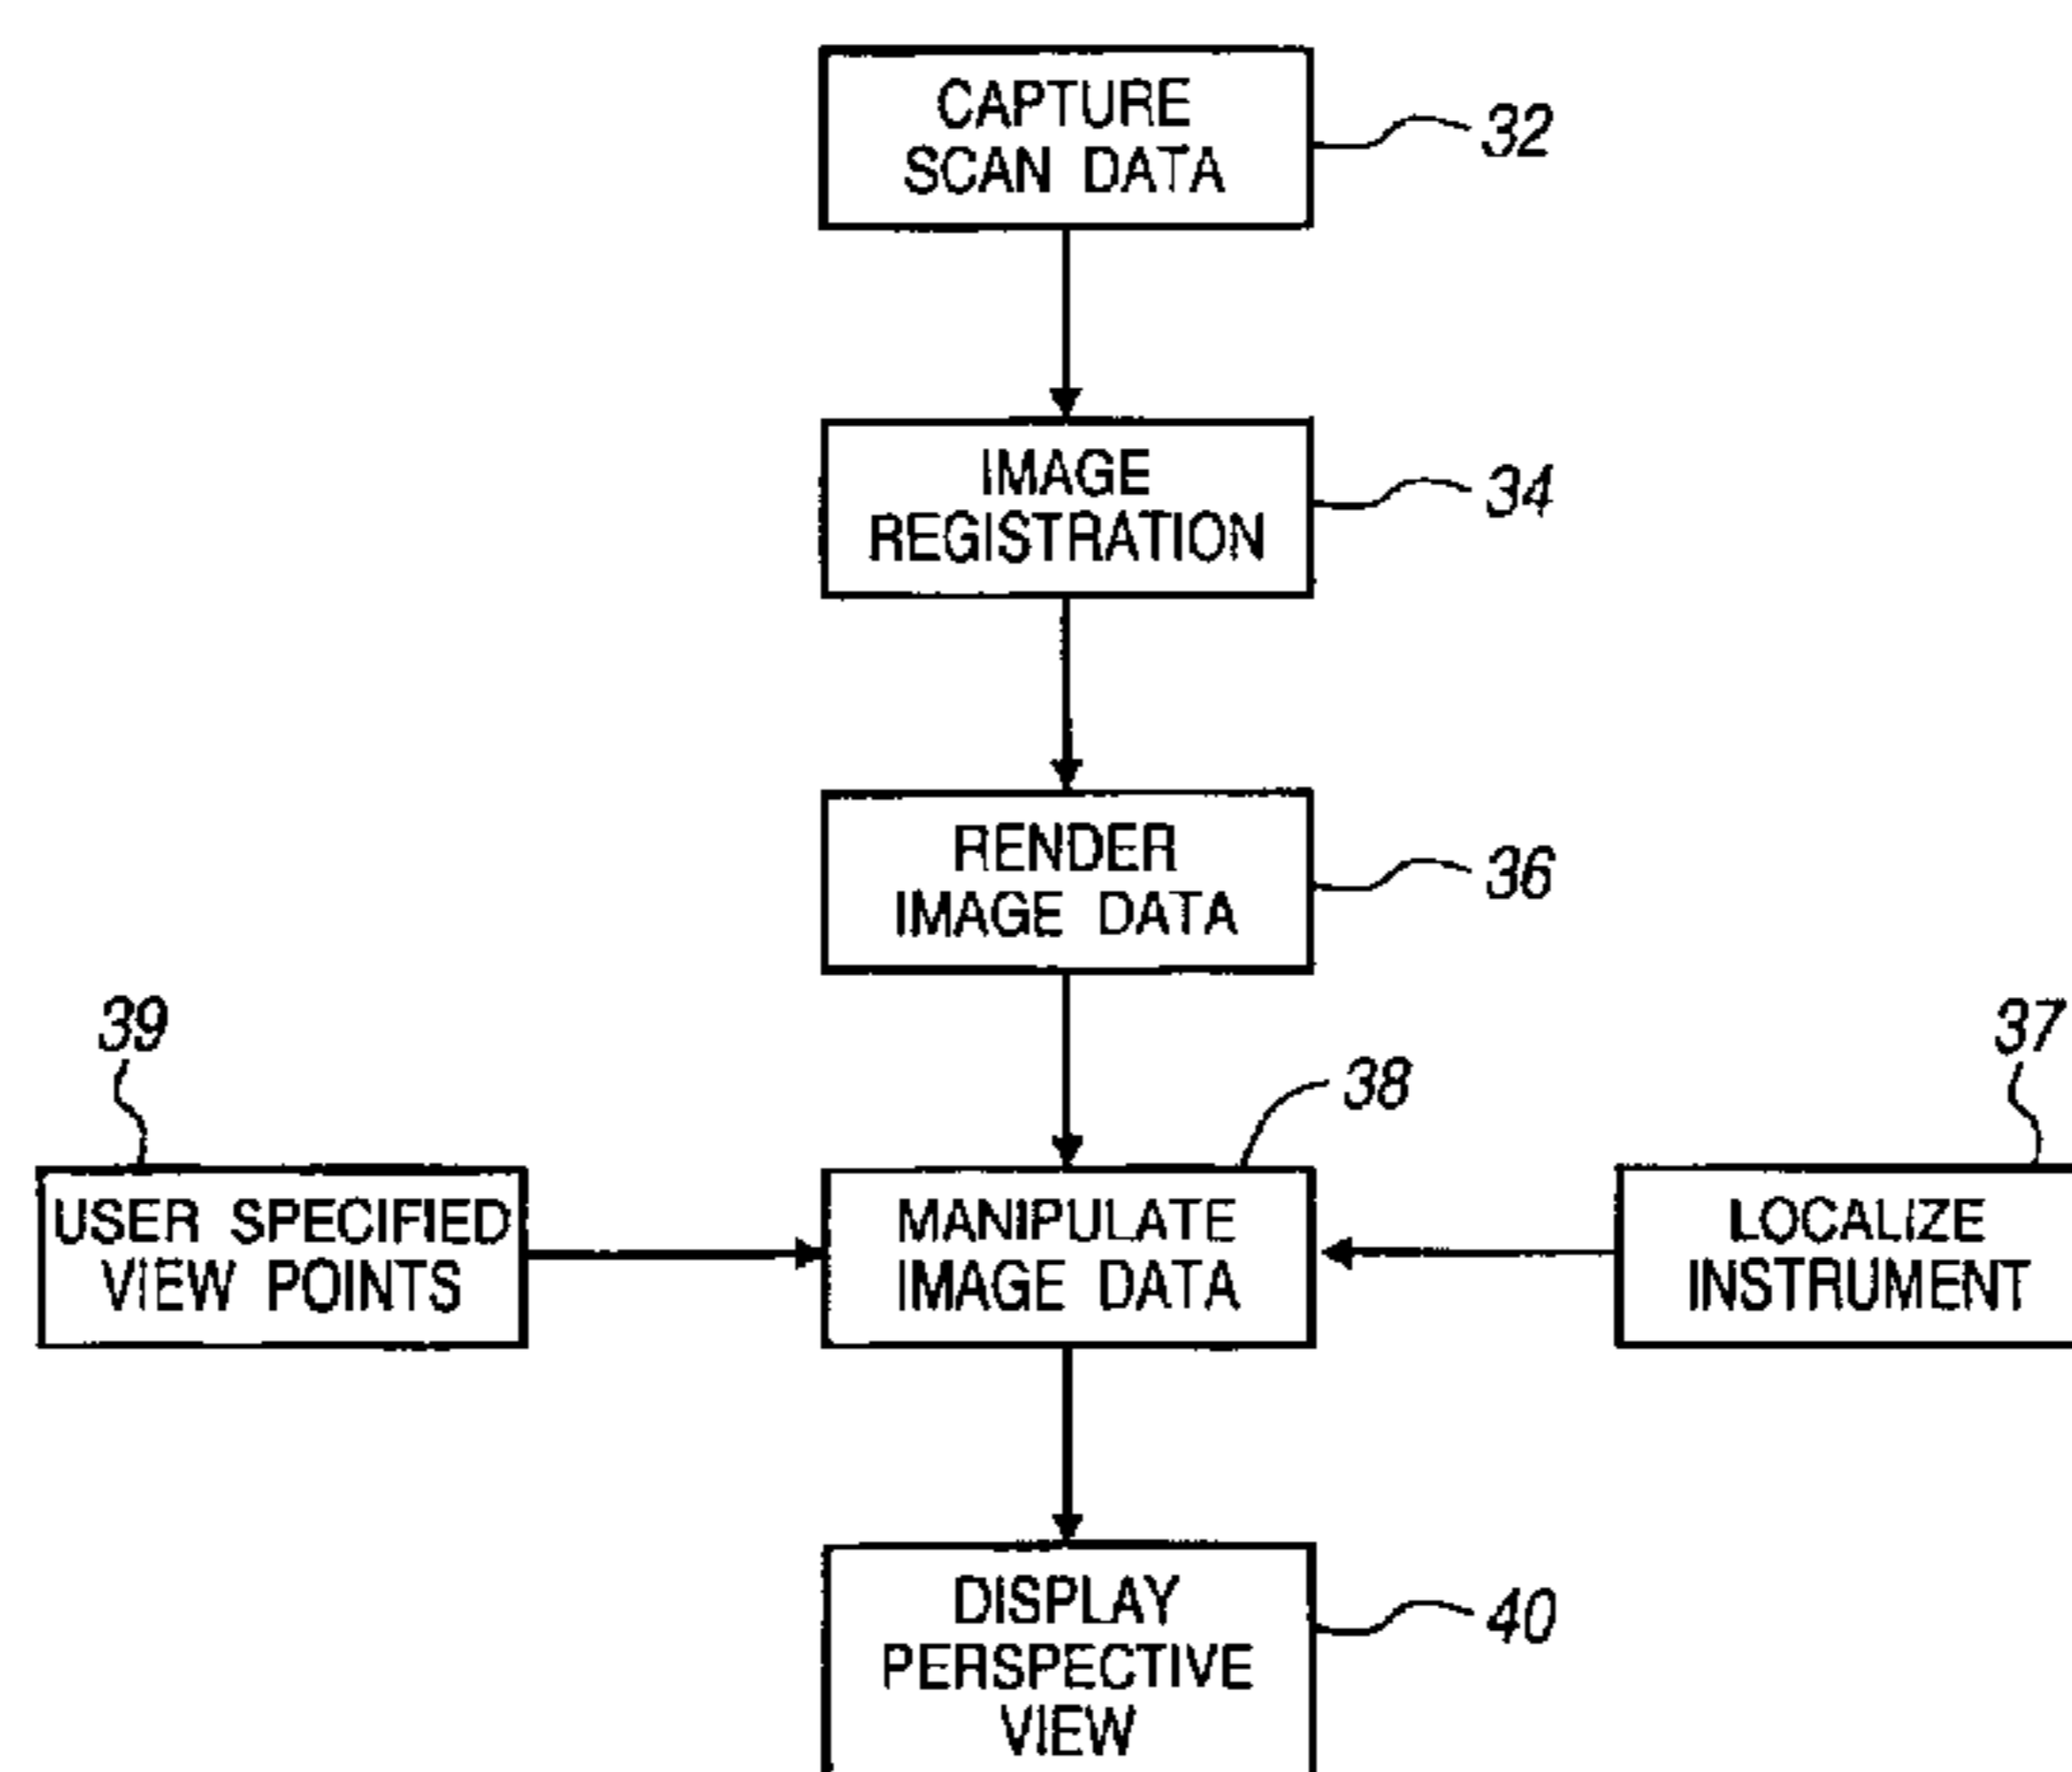 CAPTURE
SCAN DATA
32
IMAGE
REGISTRATION
34
RENDER
IMAGE DATA
36
39
38
37
USER SPECIFIED
VIEW POINTS
MANIPULATE
IMAGE DATA
LOCALIZE
INSTRUMENT
DISPLAY
PERSPECTIVE
VIEW
40